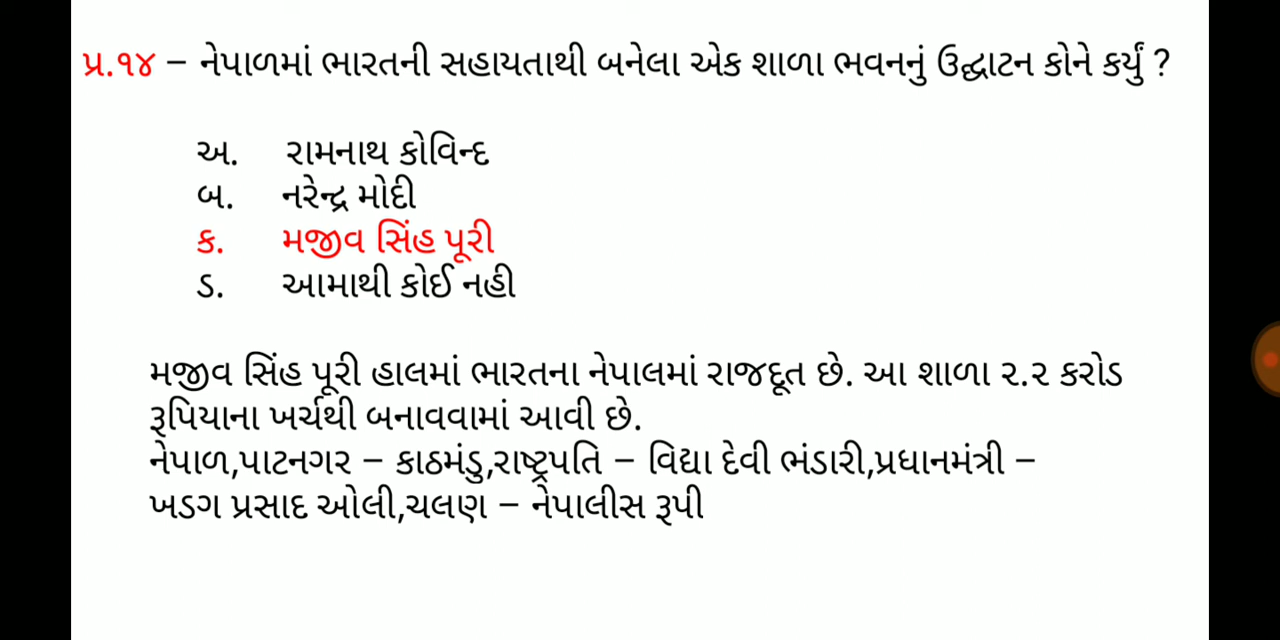 પ્ર.૧૪ – નેપાળમાં ભારતની સહાયતાથી બનેલા એક શાળા ભવનનું ઉદ્ઘાટન કોને કર્યું ?
અ. રામનાથ કોવિન્દ
બ. નરેન્દ્ર મોદી
ક. મજીવ સિંહ પૂરી
ડ. આમાથી કોઈ નહી
મજીવ સિંહ પૂરી હાલમાં ભારતના નેપાલમાં રાજદૂત છે. આ શાળા ૨.૨ કરોડ
રૂપિયાના ખર્ચથી બનાવવામાં આવી છે.
નેપાળ,પાટનગર – કાઠમંડુ,રાષ્ટ્રપતિ – વિદ્યા દેવી ભંડારી,પ્રધાનમંત્રી –
ખડગ પ્રસાદ ઓલી,ચલણ – નેપાલીસ રૂપી